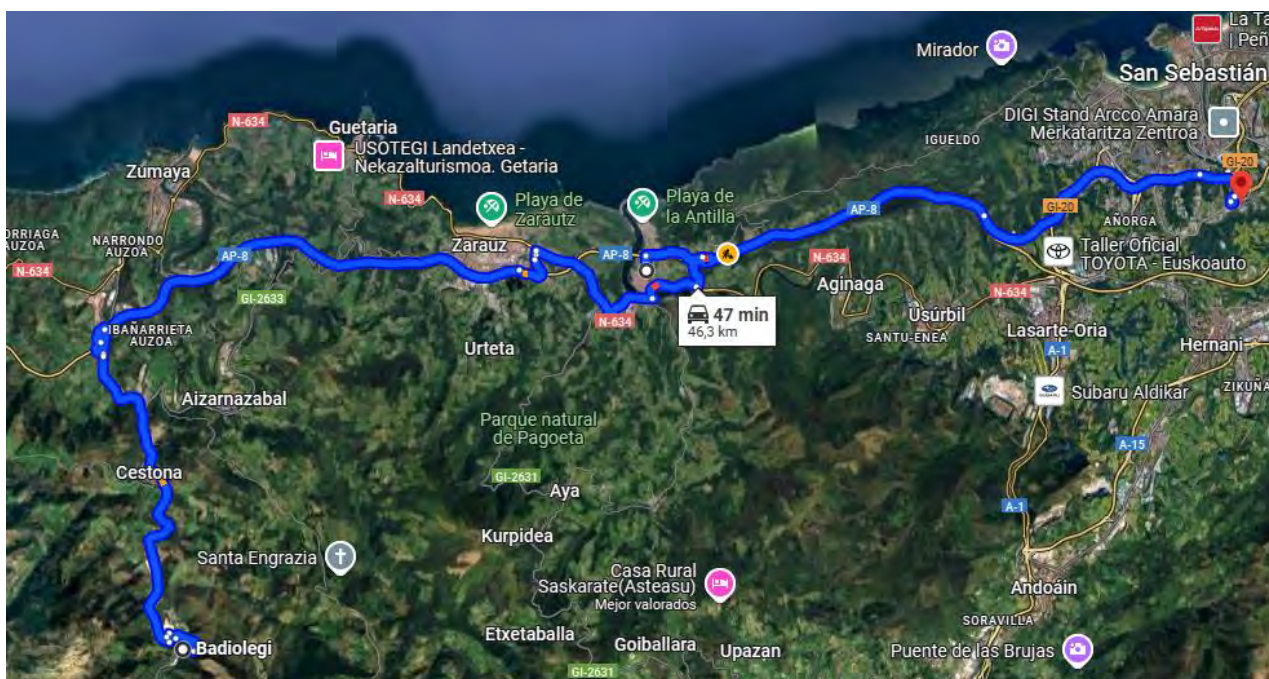 La Ta
| Peñ
Mirador
San Sebastián
DIGI Stand Arcco Amara
Merkataritza Zentroa
IGUELDO
N-634
Guetaria
USOTEGI Landetxea -
Nekazalturismoa. Getaria
Zumaya
GI-20
N-634
Playa de
Zarautz
Playa de
la Antilla
AP-8
GI-20
AÑORGA
ORRIAGA
AUZOA
NARRONDO
AUZOA
Zarauz
AP-8
AP-8
N-634
Taller Oficial
TOYOTA - Euskoauto
N-634
GI-2633
Aginaga
N-634
Usúrbil
47 min
46,3 km
N-634
SANTU-ENEA
Lasarte-Oria
IBAÑARRIETA
AUZOA
Urteta
A-1
Hernani
ZIKUÑA
Aizarnazabal
Subaru Aldikar
SUBARU
Parque natural
de Pagoeta
A-15
Cestona
GI-2631
Aya
A-1
Kurpidea
Santa Engrazia
Casa Rural
Saskarate(Asteasu)
Mejor valorados
Andoáin
SORAVILLA
Etxetaballa
Badiolegi
Goiballara
Upazan
Puente de las Brujas
GI-2631